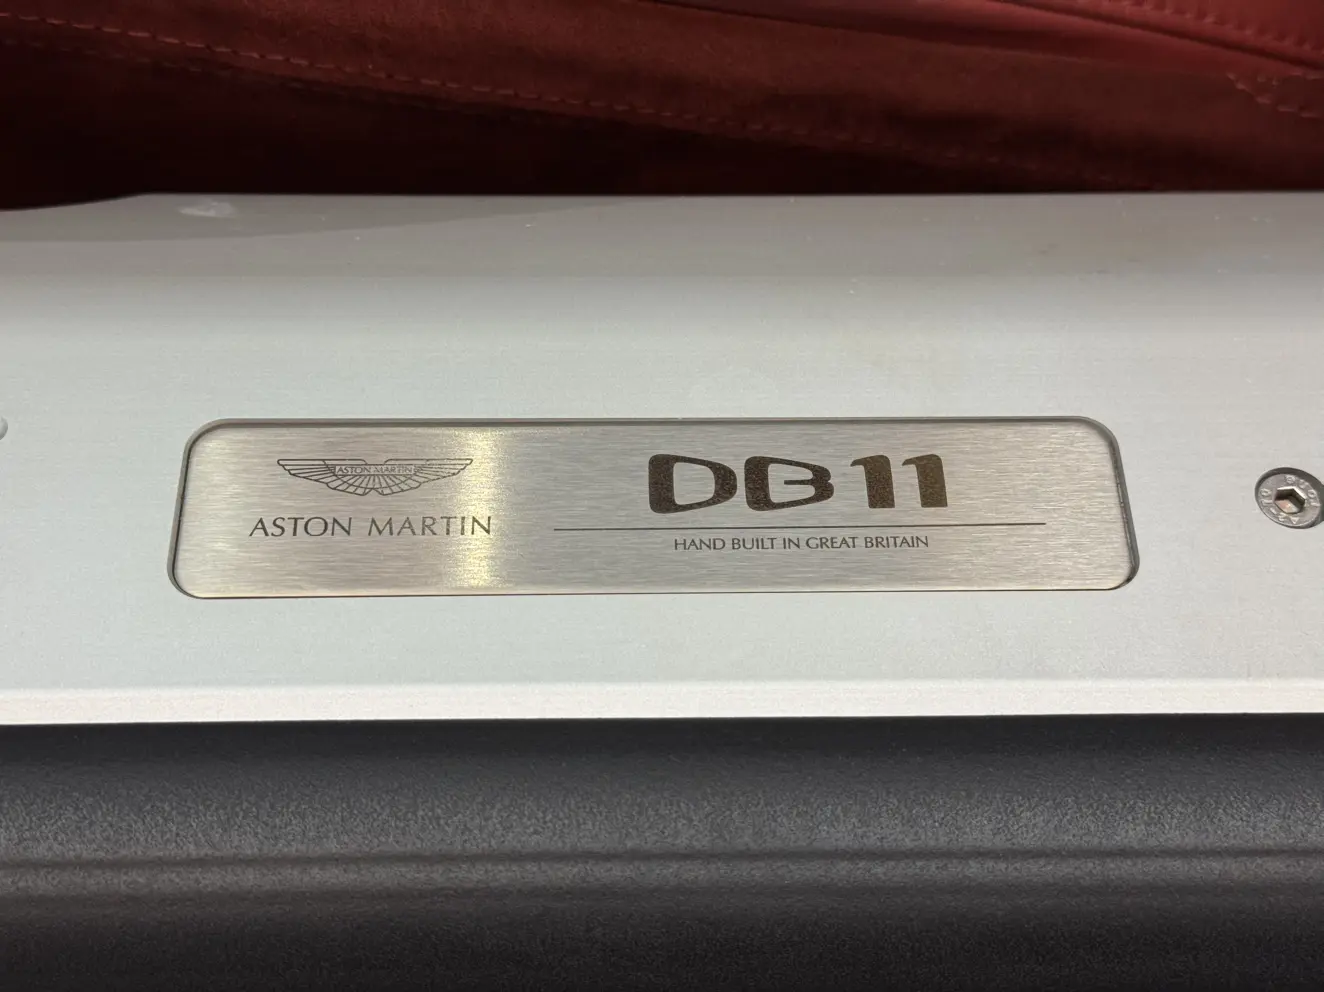 ASTON MARTIN
ASTON MARTIN
DB11
HAND BUILT IN GREAT BRITAIN